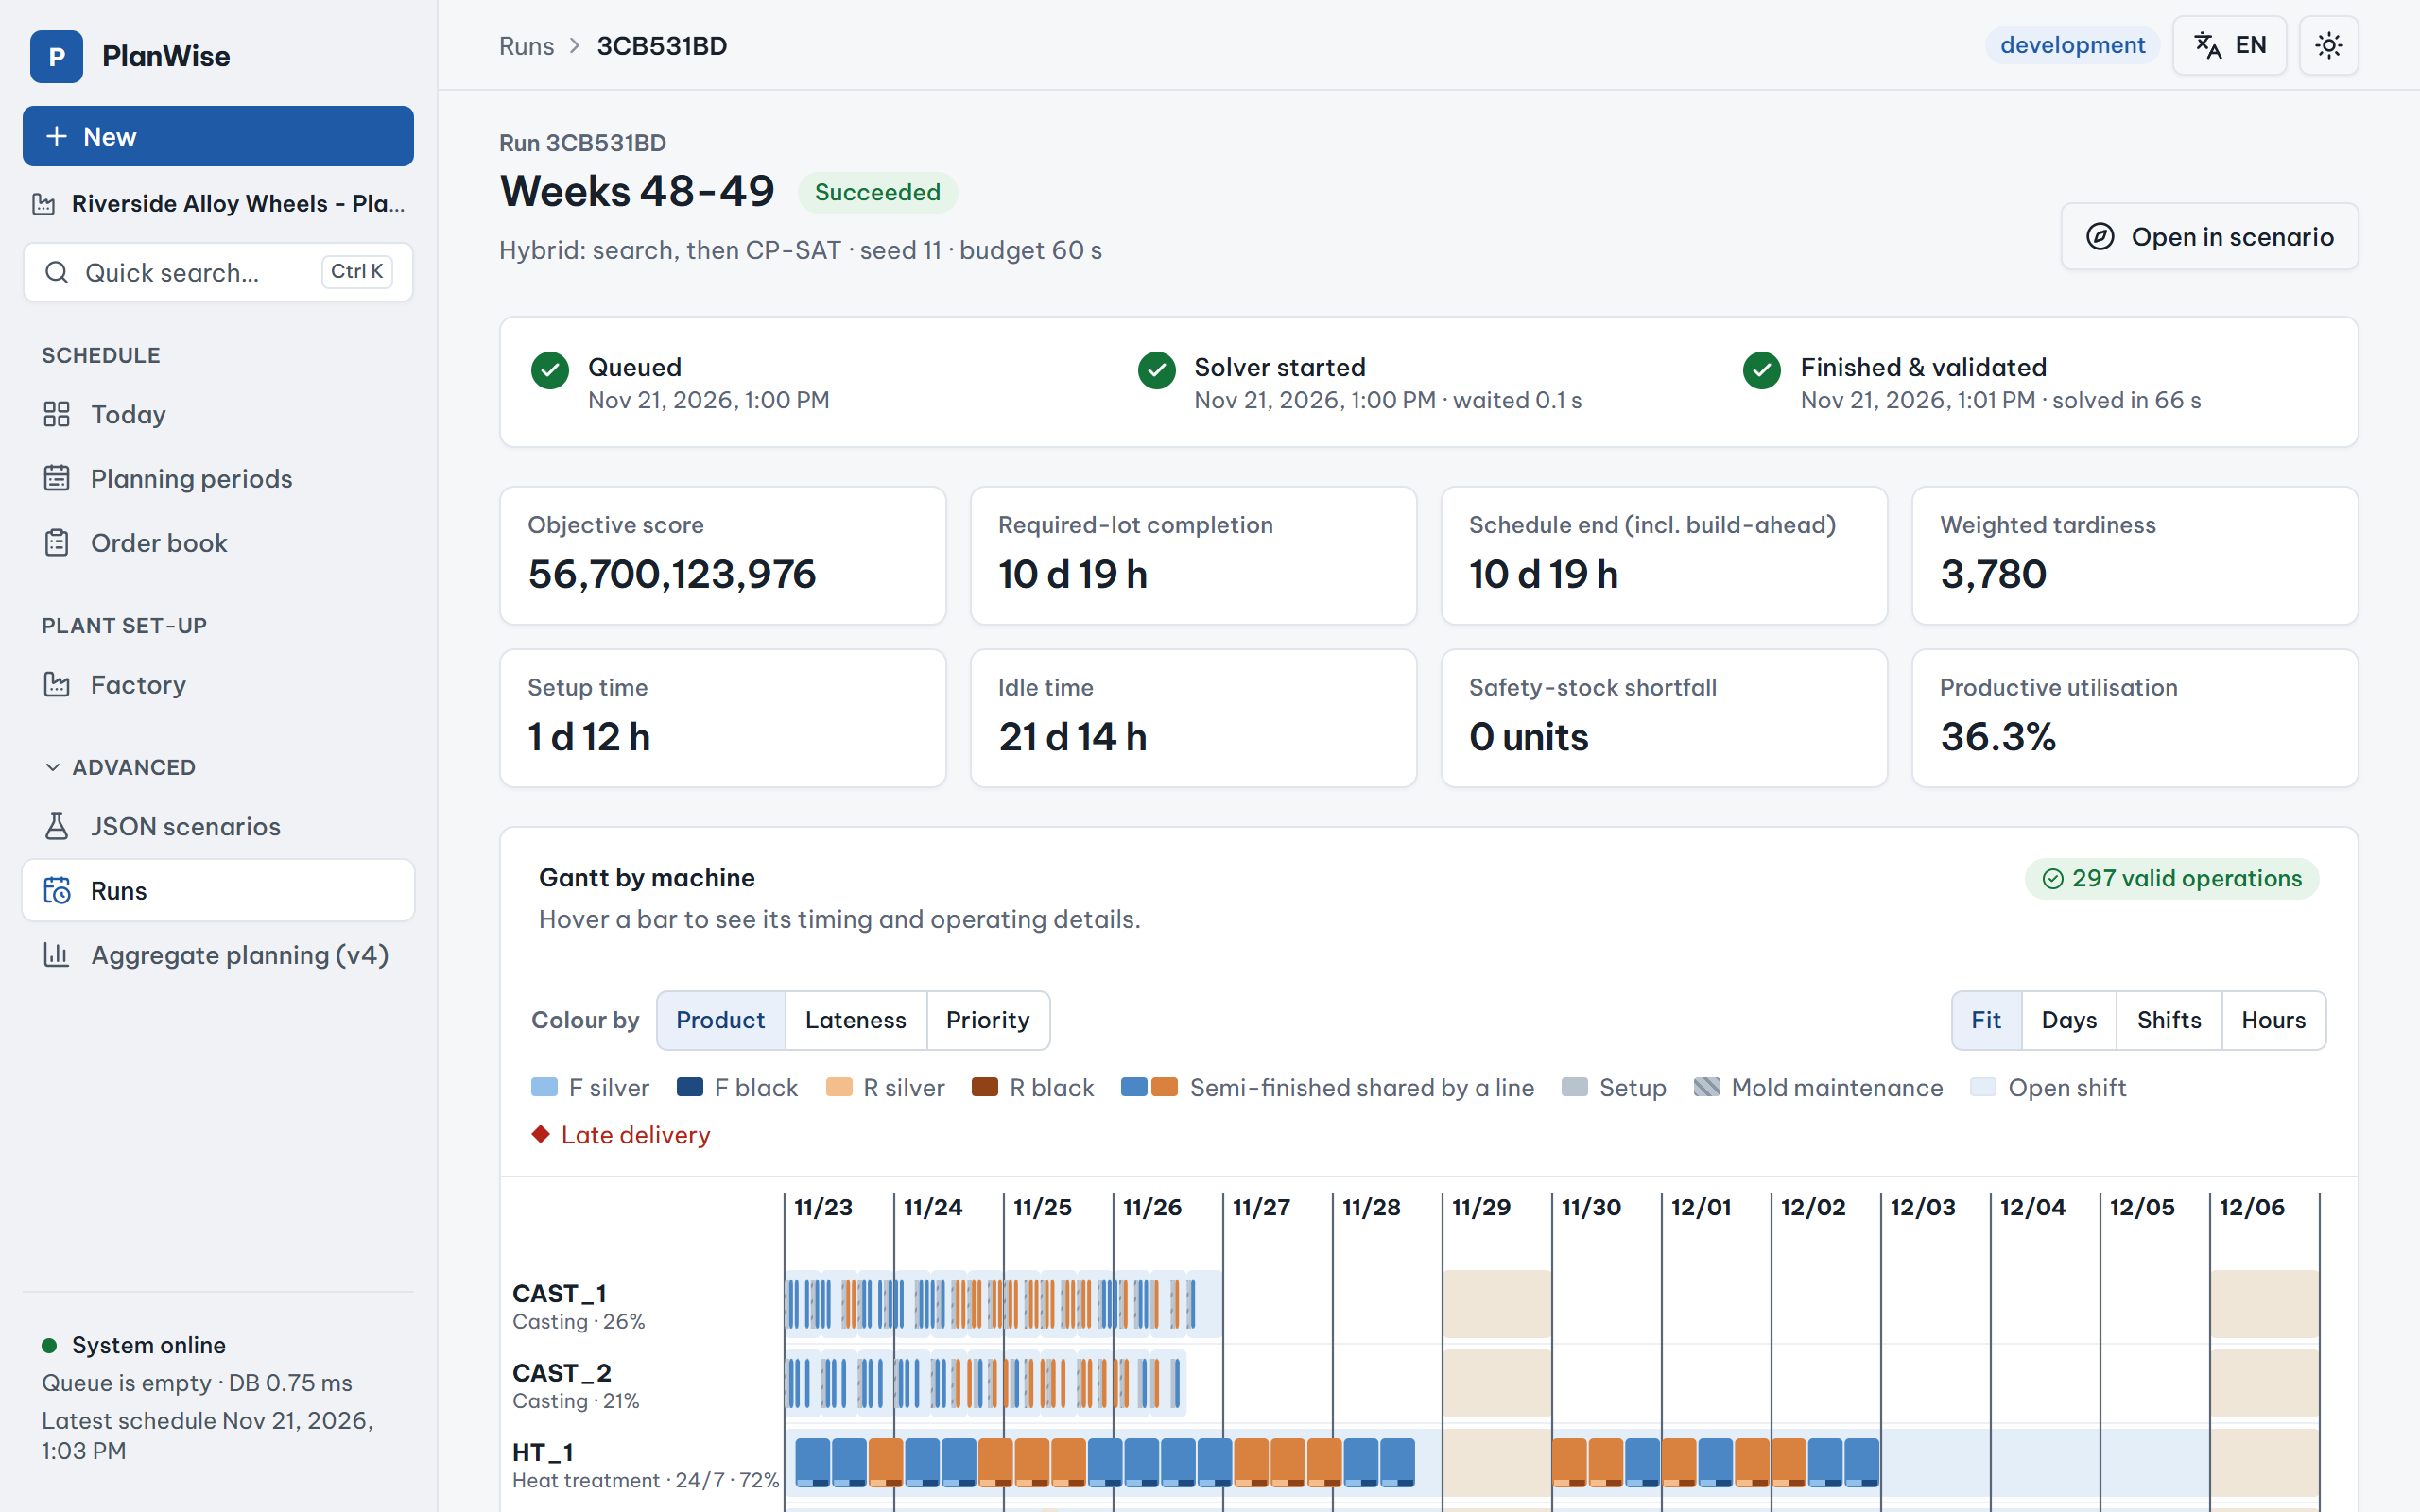 P PlanWise
New
Riverside Alloy Wheels - Pla...
Quick search... Ctrl K
SCHEDULE
Today
Planning periods
Order book
PLANT SET-UP
Factory
ADVANCED
JSON scenarios
Runs
Aggregate planning (v4)
System online
Queue is empty · DB 0.75 ms
Latest schedule Nov 21, 2026,
1:03 PM
Runs > 3CB531BD
development EN
Run 3CB531BD
Weeks 48-49 Succeeded
Hybrid: search, then CP-SAT · seed 11 · budget 60 s
Open in scenario
Queued
Nov 21, 2026, 1:00 PM
Solver started
Nov 21, 2026, 1:00 PM · waited 0.1 s
Finished & validated
Nov 21, 2026, 1:01 PM · solved in 66 s
Objective score
56,700,123,976
Required-lot completion
10 d 19 h
Schedule end (incl. build-ahead)
10 d 19 h
Weighted tardiness
3,780
Setup time
1 d 12 h
Idle time
21 d 14 h
Safety-stock shortfall
0 units
Productive utilisation
36.3%
Gantt by machine
297 valid operations
Hover a bar to see its timing and operating details.
Colour by Product Lateness Priority
Fit Days Shifts Hours
F silver F black R silver R black Semi-finished shared by a line Setup Mold maintenance Open shift
Late delivery
11/23 11/24 11/25 11/26 11/27 11/28 11/29 11/30 12/01 12/02 12/03 12/04 12/05 12/06
CAST_1
Casting · 26%
CAST_2
Casting · 21%
HT_1
Heat treatment · 24/7 · 72%